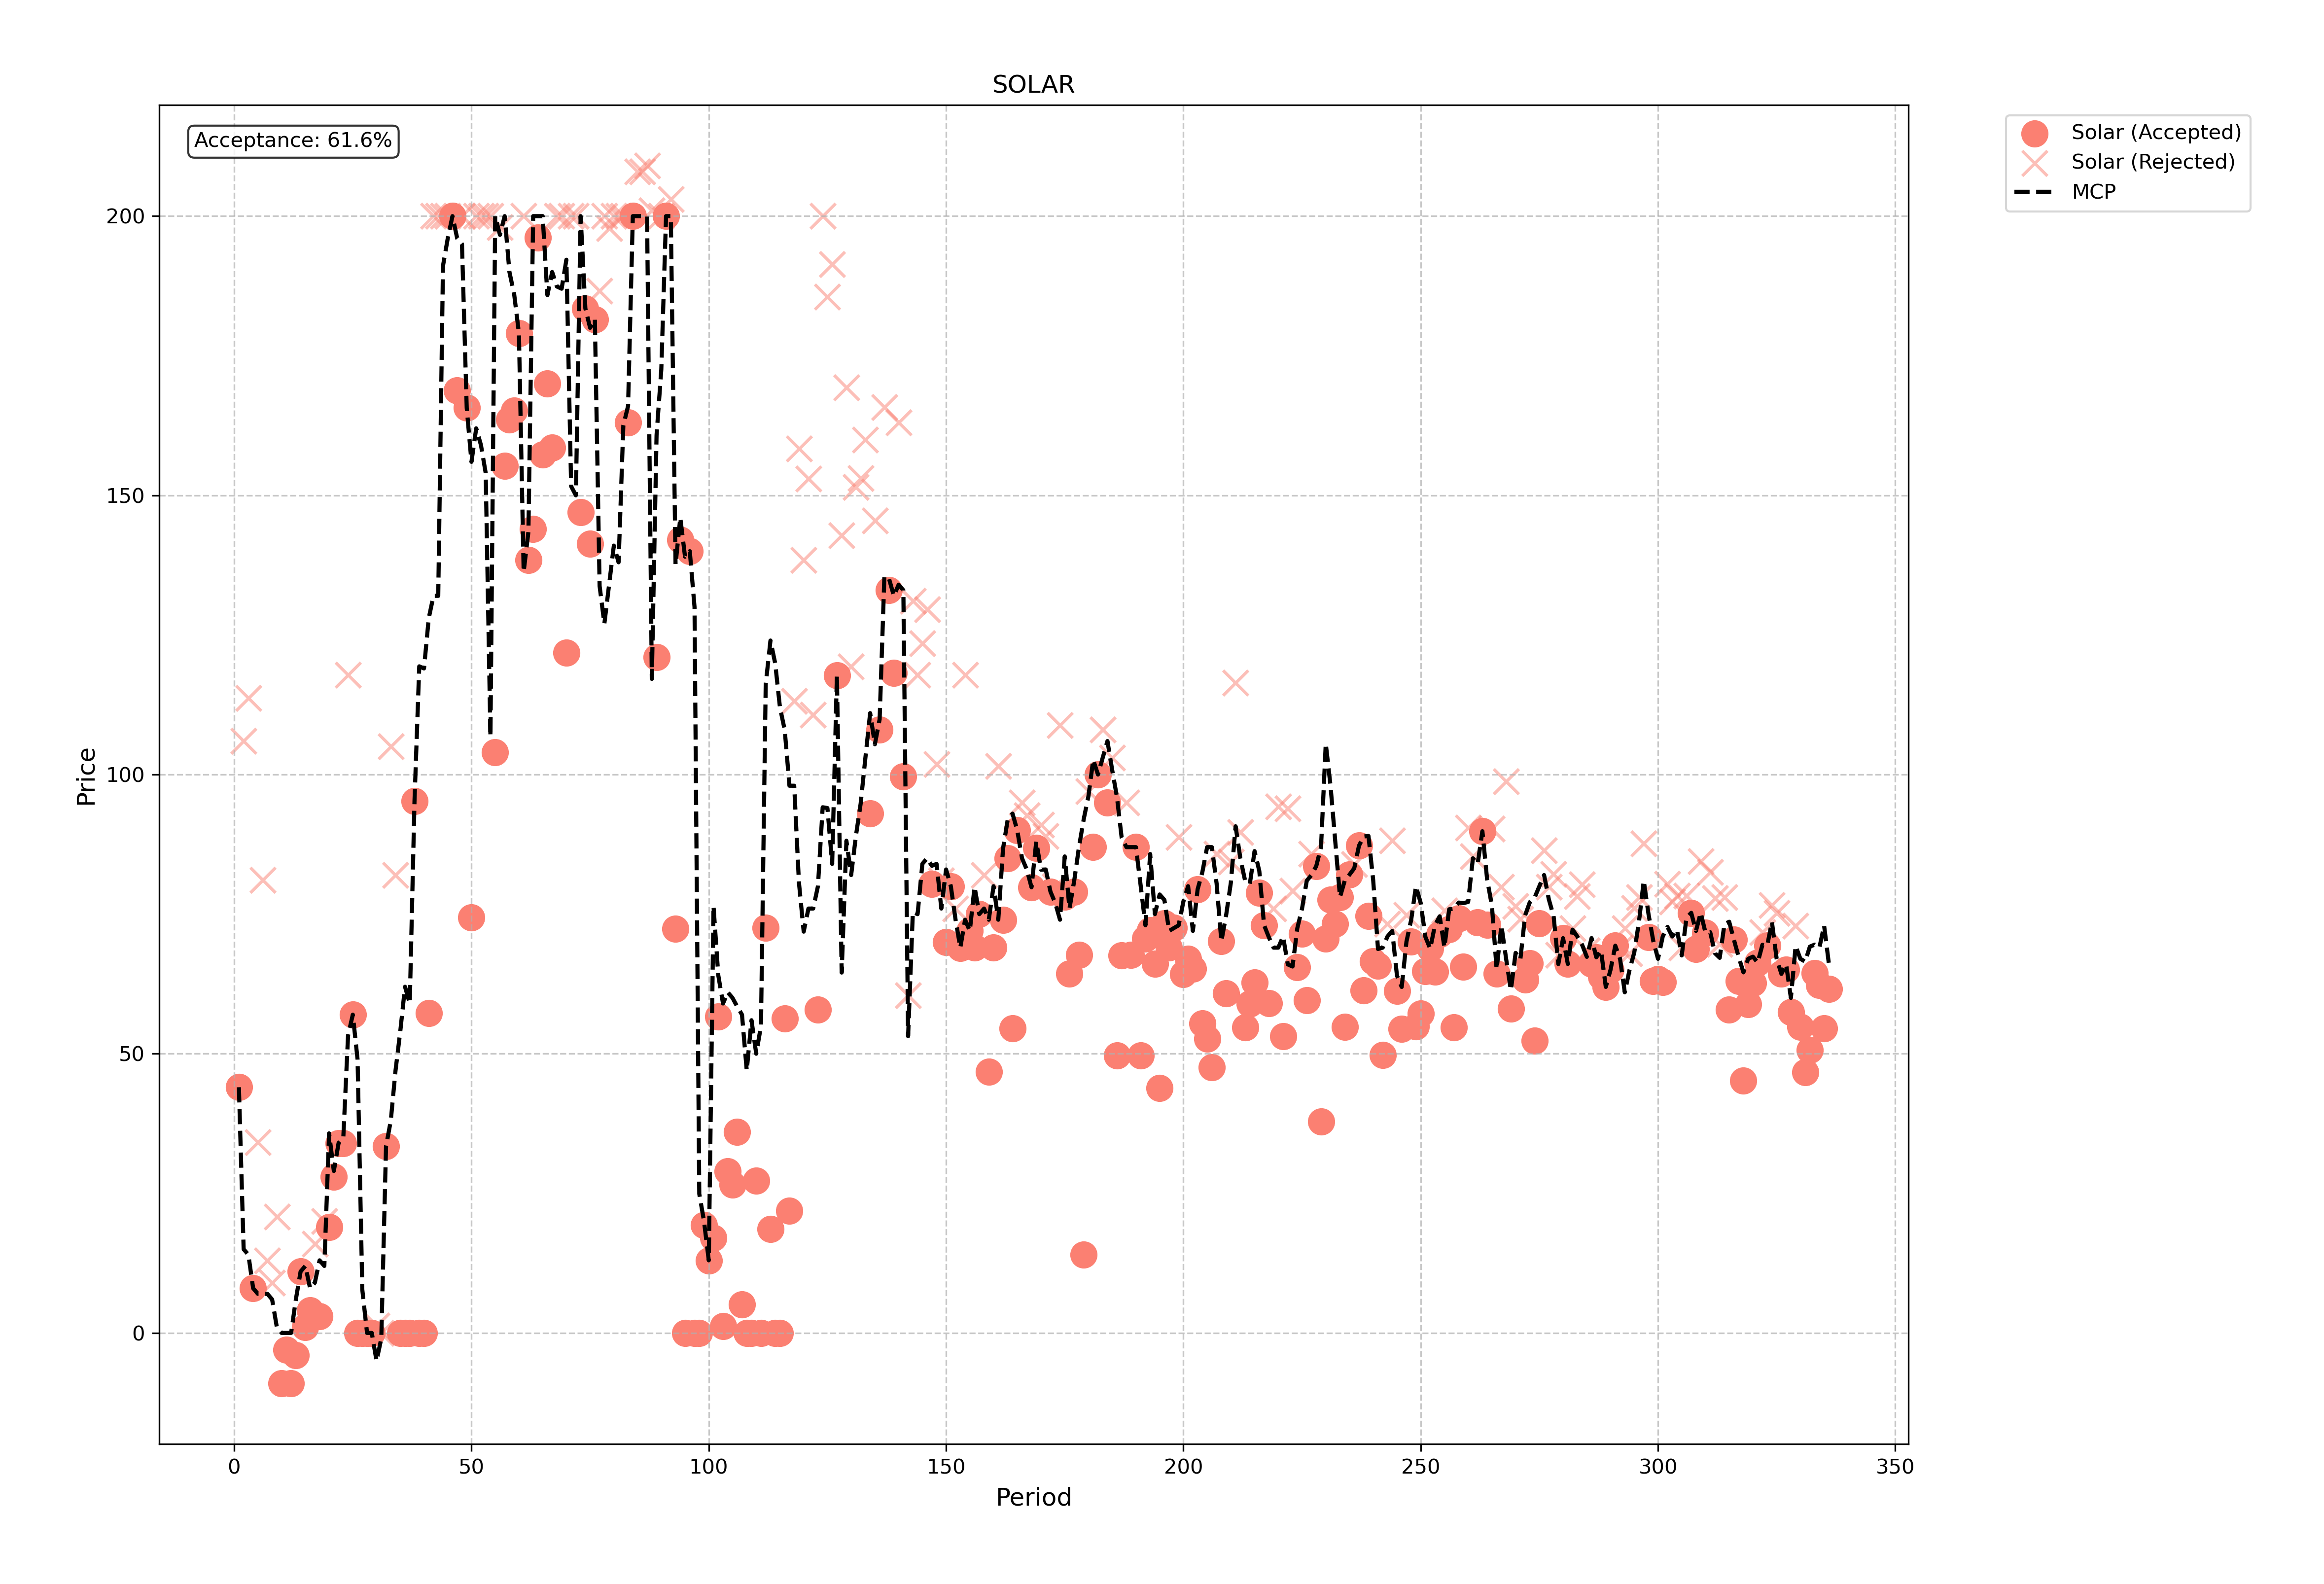 SOLAR
Acceptance: 61.6%
Solar (Accepted)
Solar (Rejected)
MCP
200
150
100
50
0
Price
0 50 100 150 200 250 300 350
Period